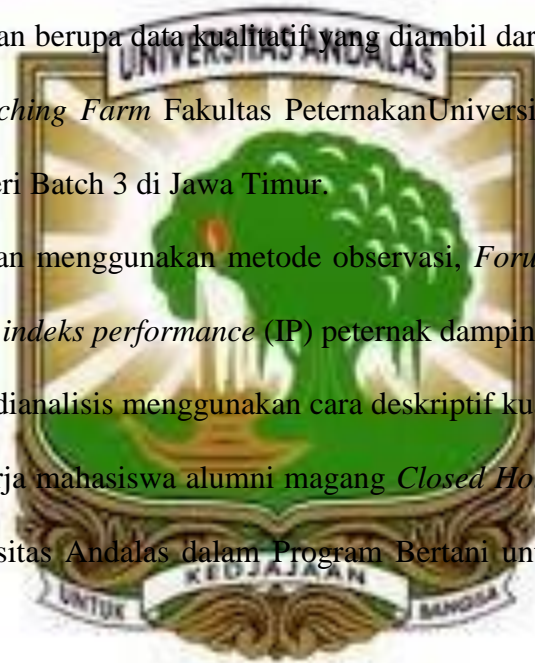 an berupa data kualitatif yang diambil dar
UNIVERSITAS ANDALAS
ching Farm Fakultas PeternakanUniversi
eri Batch 3 di Jawa Timur.
an menggunakan metode observasi, Foru
indeks performance (IP) peternak dampin
dianalisis menggunakan cara deskriptif ku
rja mahasiswa alumni magang Closed Ho
sitas Andalas dalam Program Bertani unt
KEDJAJAAN
UNTUK BANGSA